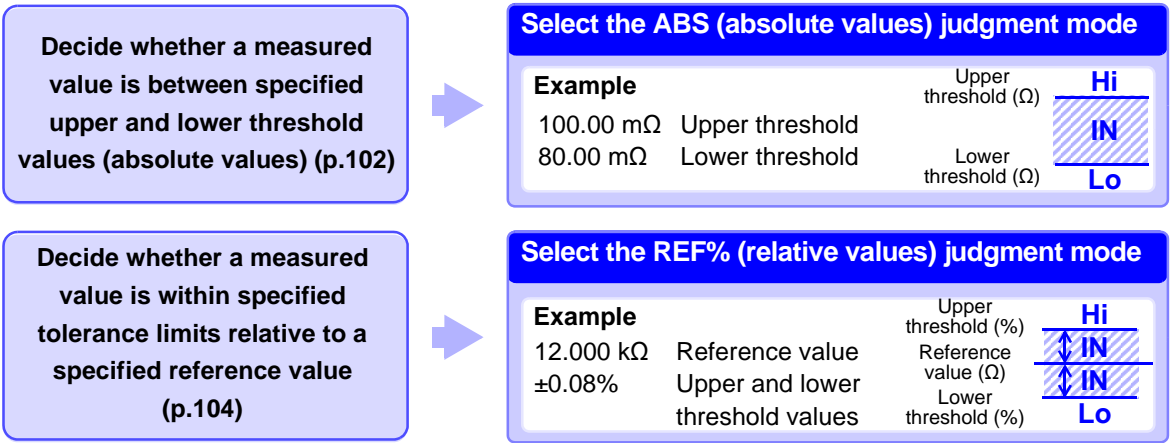 Decide whether a measured
value is between specified
upper and lower threshold
values (absolute values) (p.102)
Select the ABS (absolute values) judgment mode
Example
100.00 mΩ Upper threshold
80.00 mΩ Lower threshold
Upper
threshold (Ω)
Hi
IN
Lower
threshold (Ω)
Lo
Decide whether a measured
value is within specified
tolerance limits relative to a
specified reference value
(p.104)
Select the REF% (relative values) judgment mode
Example
12.000 kΩ Reference value
±0.08% Upper and lower
threshold values
Upper
threshold (%)
Hi
IN
Reference
value (Ω)
IN
Lower
threshold (%)
Lo